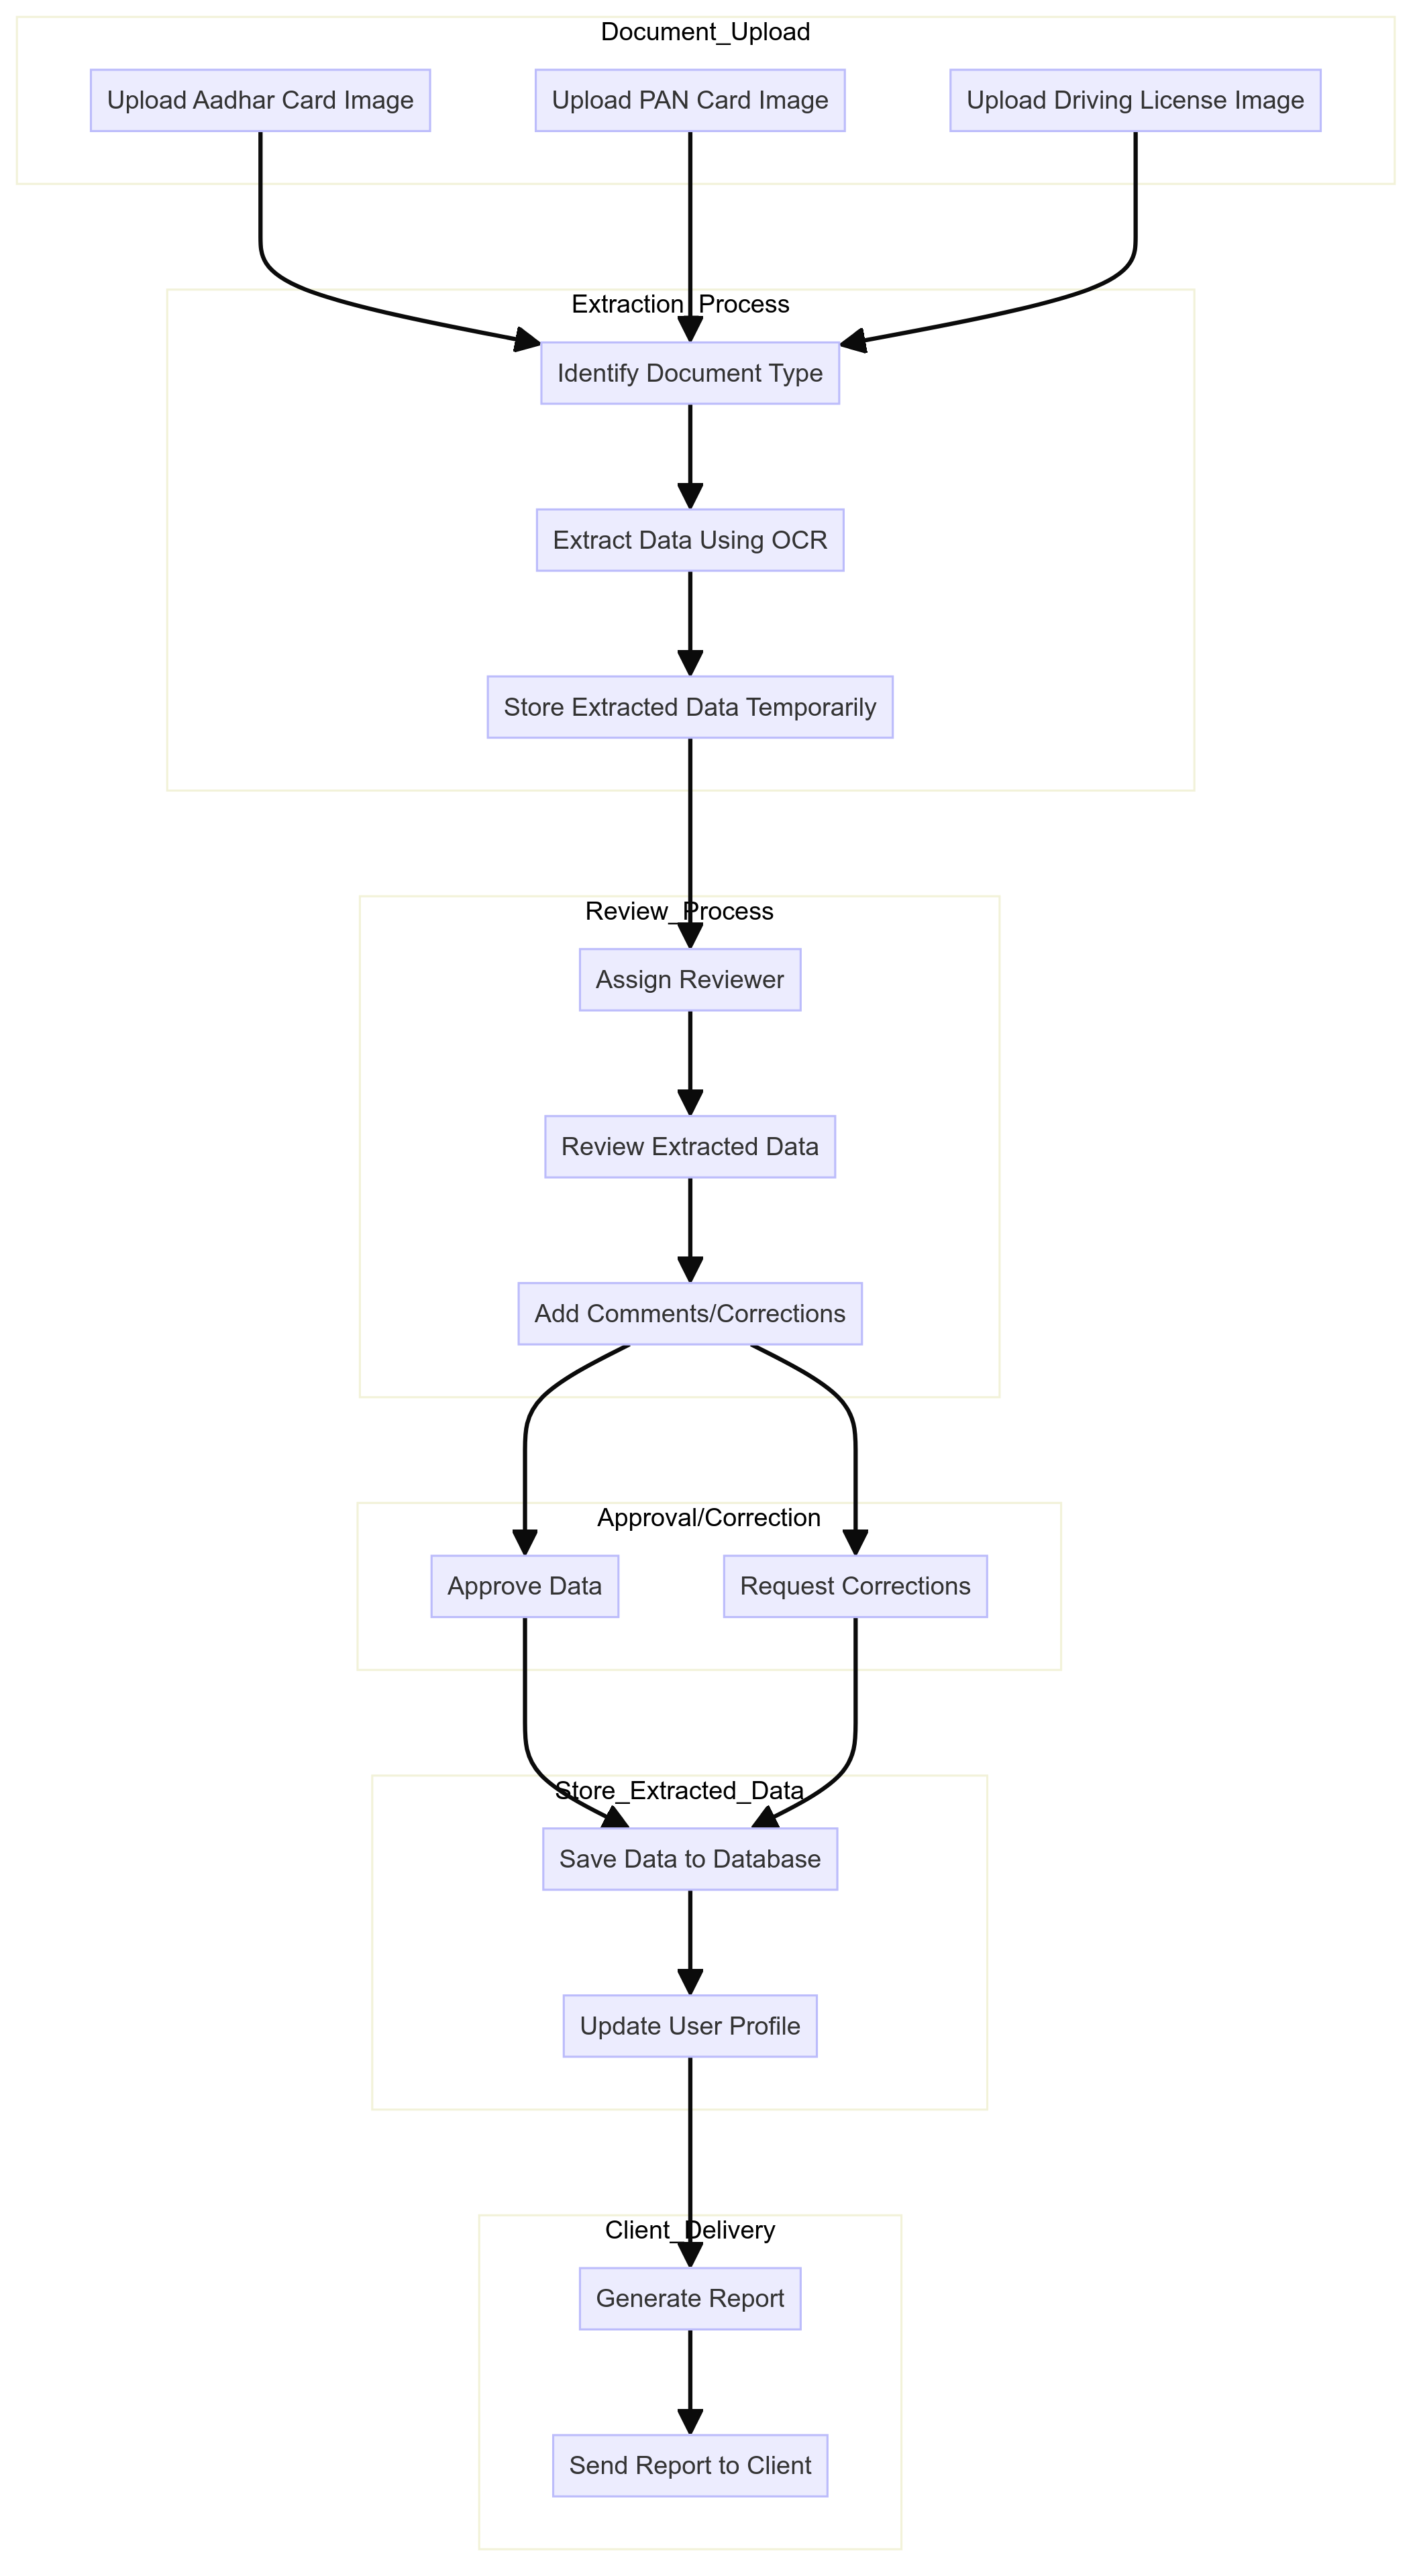 Document_Upload
Upload Aadhar Card Image
Upload PAN Card Image
Upload Driving License Image
Extraction_Process
Identify Document Type
Extract Data Using OCR
Store Extracted Data Temporarily
Review_Process
Assign Reviewer
Review Extracted Data
Add Comments/Corrections
Approval/Correction
Approve Data
Request Corrections
Store_Extracted_Data
Save Data to Database
Update User Profile
Client_Delivery
Generate Report
Send Report to Client